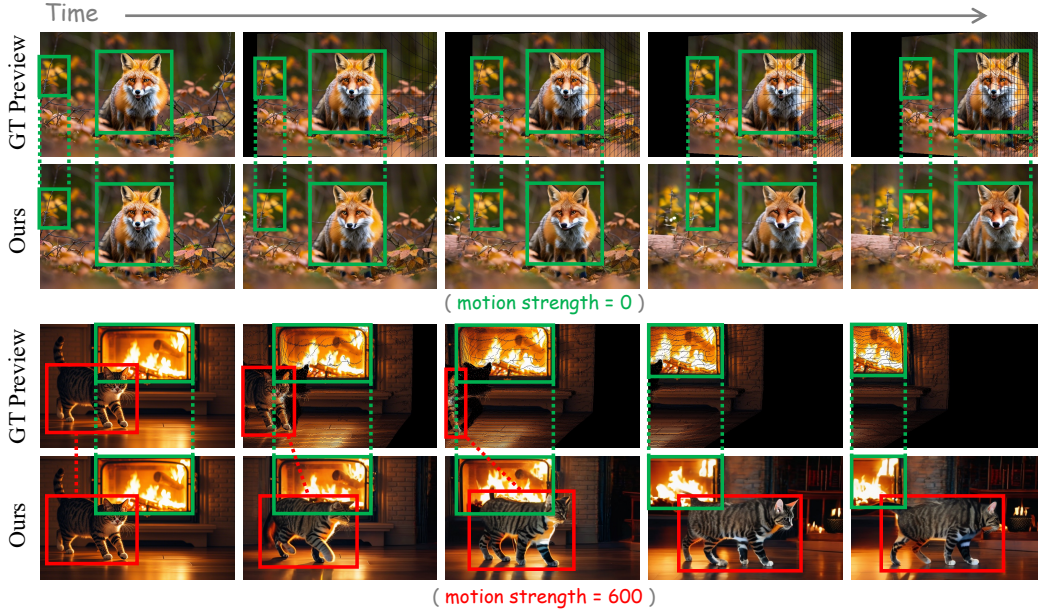 Time
GT Preview
Ours
( motion strength = 0 )
GT Preview
Ours
( motion strength = 600 )